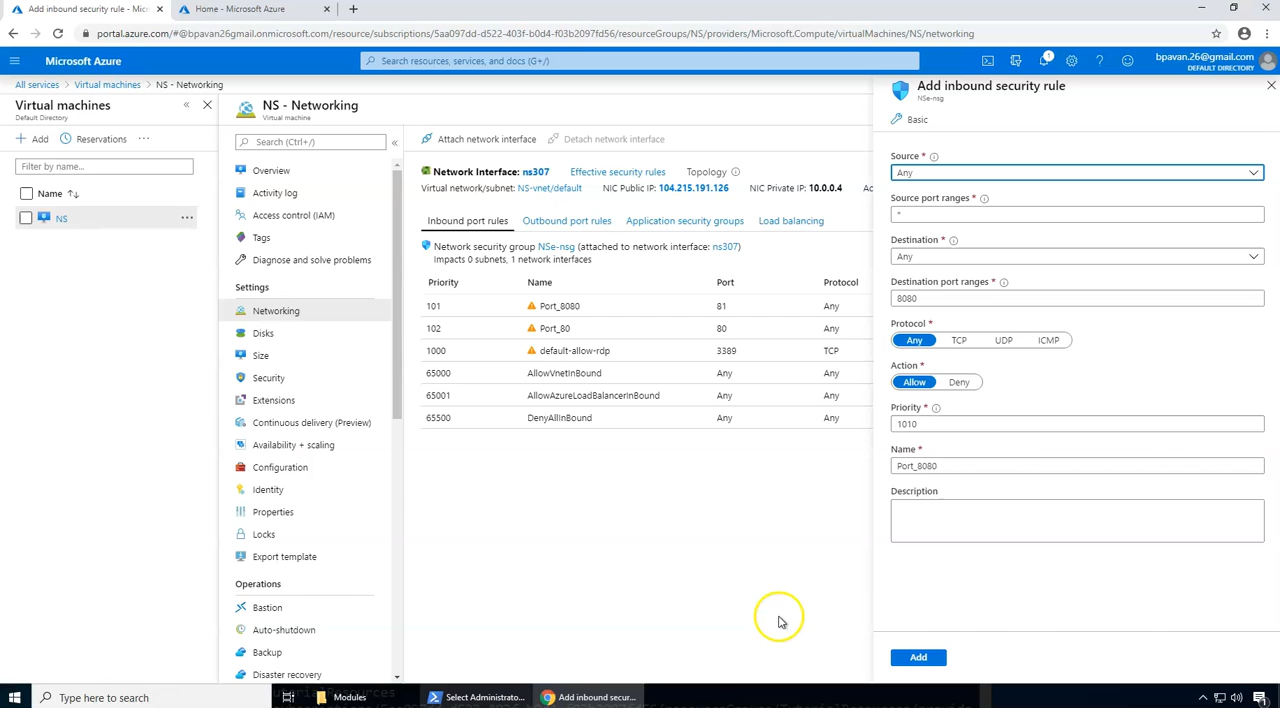 Add inbound security rule - Micro
Home - Microsoft Azure
portal.azure.com/#@bpavan26gmail.onmicrosoft.com/resource/subscriptions/5aa097dd-d522-403f-b0d4-f03b2097fd56/resourceGroups/NS/providers/Microsoft.Compute/virtualMachines/NS/networking
Microsoft Azure
Search resources, services, and docs (G+/)
1
bpavan.26@gmail.com
DEFAULT DIRECTORY
All services > Virtual machines > NS - Networking
Virtual machines
Default Directory
Add
Reservations
Filter by name...
Name
NS
NS - Networking
Virtual machine
Search (Ctrl+/)
Overview
Activity log
Access control (IAM)
Tags
Diagnose and solve problems
Settings
Networking
Disks
Size
Security
Extensions
Continuous delivery (Preview)
Availability + scaling
Configuration
Identity
Properties
Locks
Export template
Operations
Bastion
Auto-shutdown
Backup
Disaster recovery
Attach network interface
Detach network interface
Network Interface: ns307
Effective security rules
Topology
Virtual network/subnet: NS-vnet/default
NIC Public IP: 104.215.191.126
NIC Private IP: 10.0.0.4
Inbound port rules
Outbound port rules
Application security groups
Load balancing
Network security group NSe-nsg (attached to network interface: ns307)
Impacts 0 subnets, 1 network interfaces
Priority Name Port Protocol
101 Port_8080 81 Any
102 Port_80 80 Any
1000 default-allow-rdp 3389 TCP
65000 AllowVnetInBound Any Any
65001 AllowAzureLoadBalancerInBound Any Any
65500 DenyAllInBound Any Any
Add inbound security rule
NSe-nsg
Basic
Source *
Any
Source port ranges *
*
Destination *
Any
Destination port ranges *
8080
Protocol *
Any TCP UDP ICMP
Action *
Allow Deny
Priority *
1010
Name *
Port_8080
Description
Add
Type here to search
Modules
Select Administrato...
Add inbound secur...